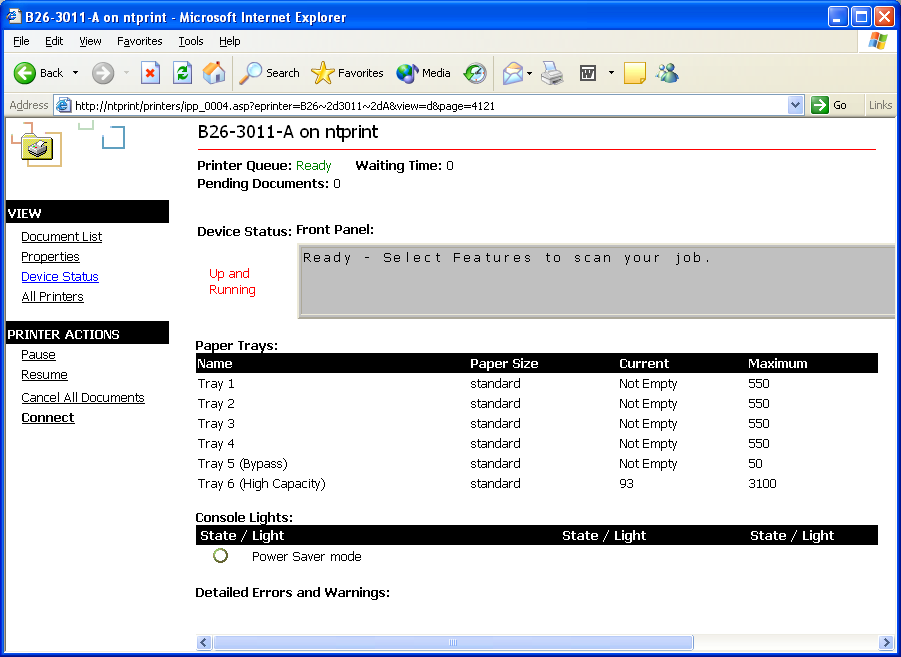 B26-3011-A on ntprint - Microsoft Internet Explorer
File Edit View Favorites Tools Help
Back Search Favorites Media
Address http://ntprint/printers/ipp_0004.asp?eprinter=B26~2d3011~2dA&view=d&page=4121 Go Links
B26-3011-A on ntprint
Printer Queue: Ready Waiting Time: 0
Pending Documents: 0
VIEW
Document List
Properties
Device Status
All Printers
PRINTER ACTIONS
Pause
Resume
Cancel All Documents
Connect
Device Status: Front Panel:
Up and
Running
Ready - Select Features to scan your job.
Paper Trays:
Name Paper Size Current Maximum
Tray 1 standard Not Empty 550
Tray 2 standard Not Empty 550
Tray 3 standard Not Empty 550
Tray 4 standard Not Empty 550
Tray 5 (Bypass) standard Not Empty 50
Tray 6 (High Capacity) standard 93 3100
Console Lights:
State / Light State / Light State / Light
Power Saver mode
Detailed Errors and Warnings: